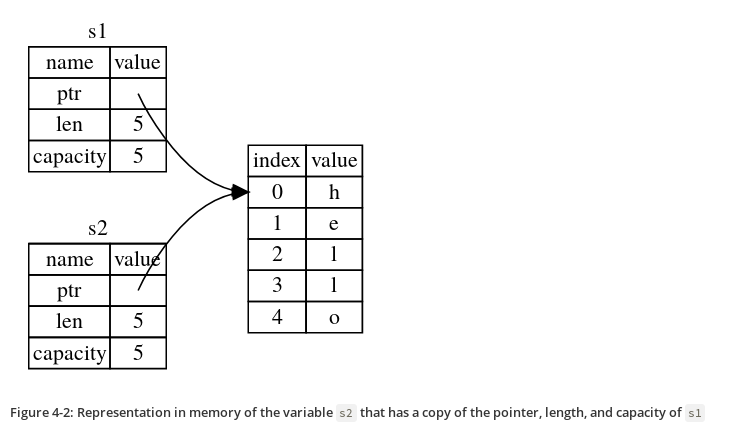 s1
name value
ptr
len 5
capacity 5
index value
0 h
1 e
2 l
3 l
4 o
s2
name value
ptr
len 5
capacity 5
Figure 4-2: Representation in memory of the variable s2 that has a copy of the pointer, length, and capacity of s1